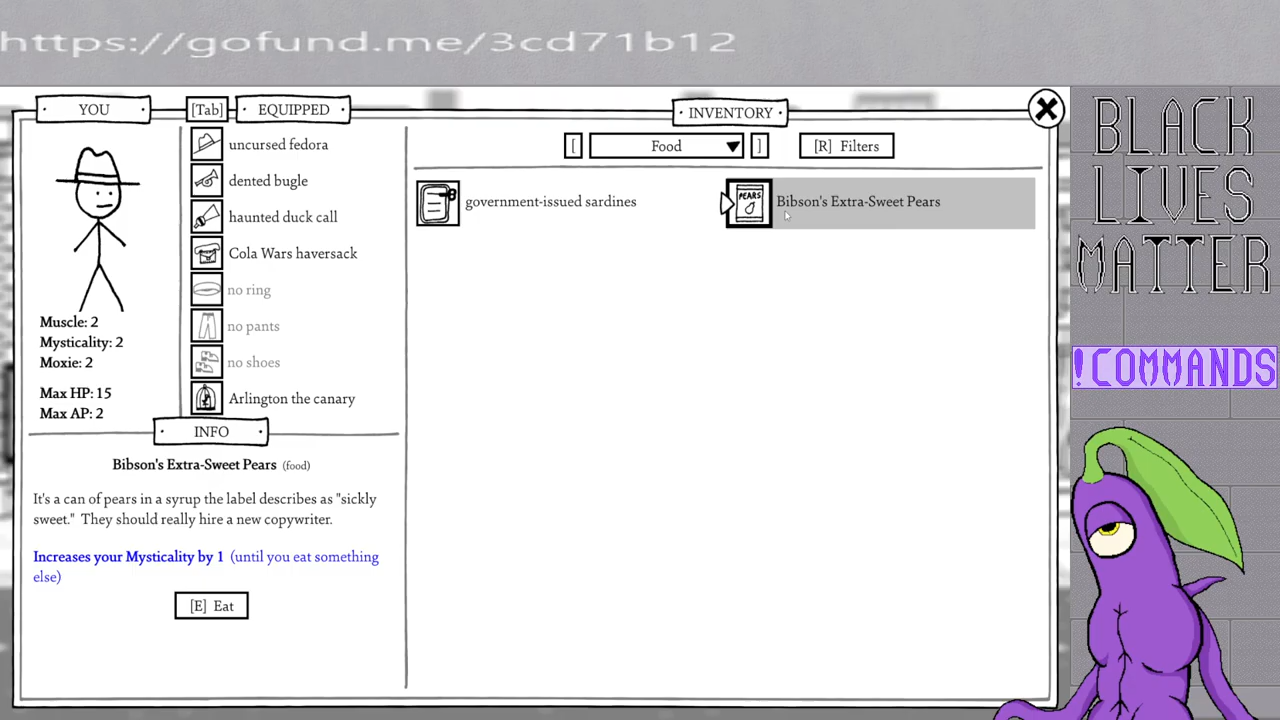 https://gofund.me/3cd71b12
YOU
[Tab]
EQUIPPED
INVENTORY
uncursed fedora
dented bugle
haunted duck call
Cola Wars haversack
no ring
no pants
no shoes
Arlington the canary
Muscle: 2
Mysticality: 2
Moxie: 2
Max HP: 15
Max AP: 2
INFO
Bibson's Extra-Sweet Pears (food)
It's a can of pears in a syrup the label describes as "sickly
sweet." They should really hire a new copywriter.
Increases your Mysticality by 1 (until you eat something
else)
[E] Eat
[
Food
]
[R] Filters
government-issued sardines
PEARS
Bibson's Extra-Sweet Pears
BLACK
LIVES
MATTER
!COMMANDS